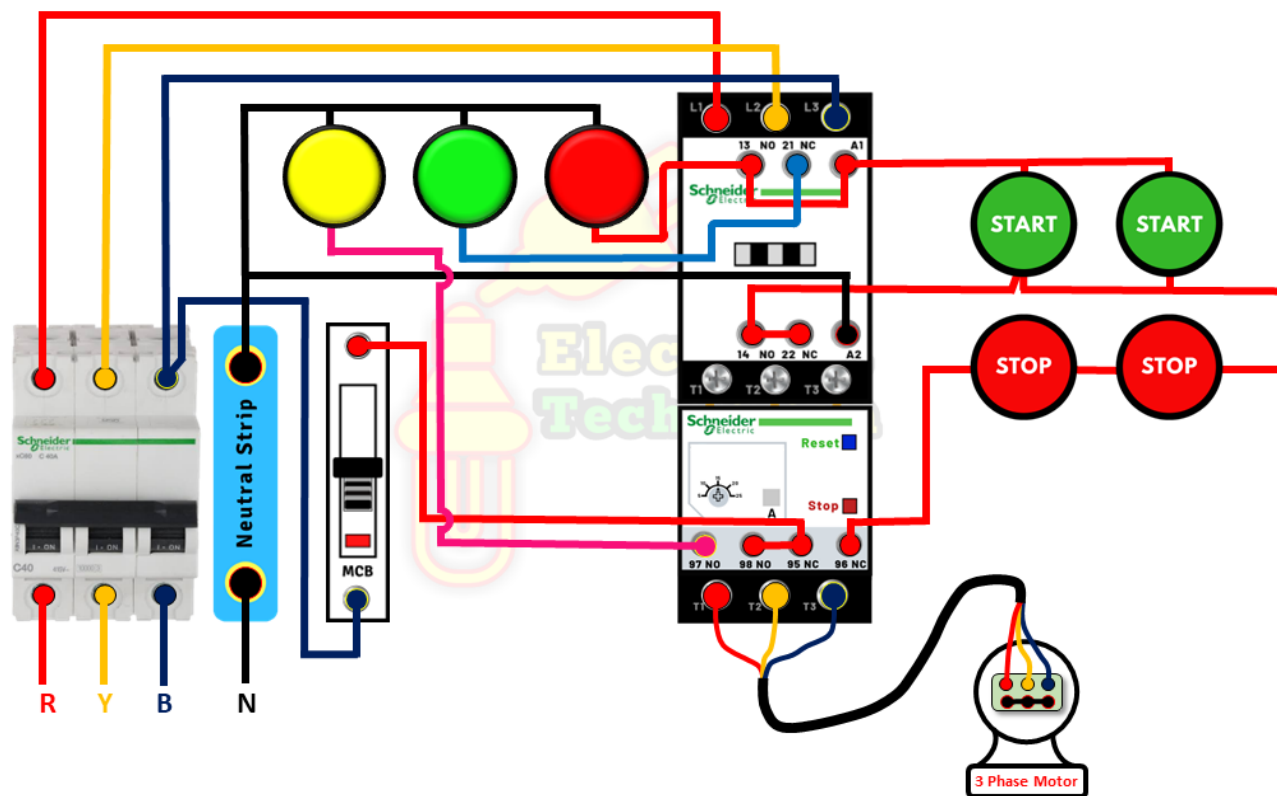 L1 L2 L3
13 NO 21 NC A1
Schneider
Electric
START START
14 NO 22 NC A2
STOP STOP
T1 T2 T3
Elec
Tech
Schneider
Electric
Reset
Stop
A
97 NO 98 NO 95 NC 96 NC
T1 T2 T3
Schneider
Electric
C40
Neutral Strip
MCB
R Y B N
3 Phase Motor